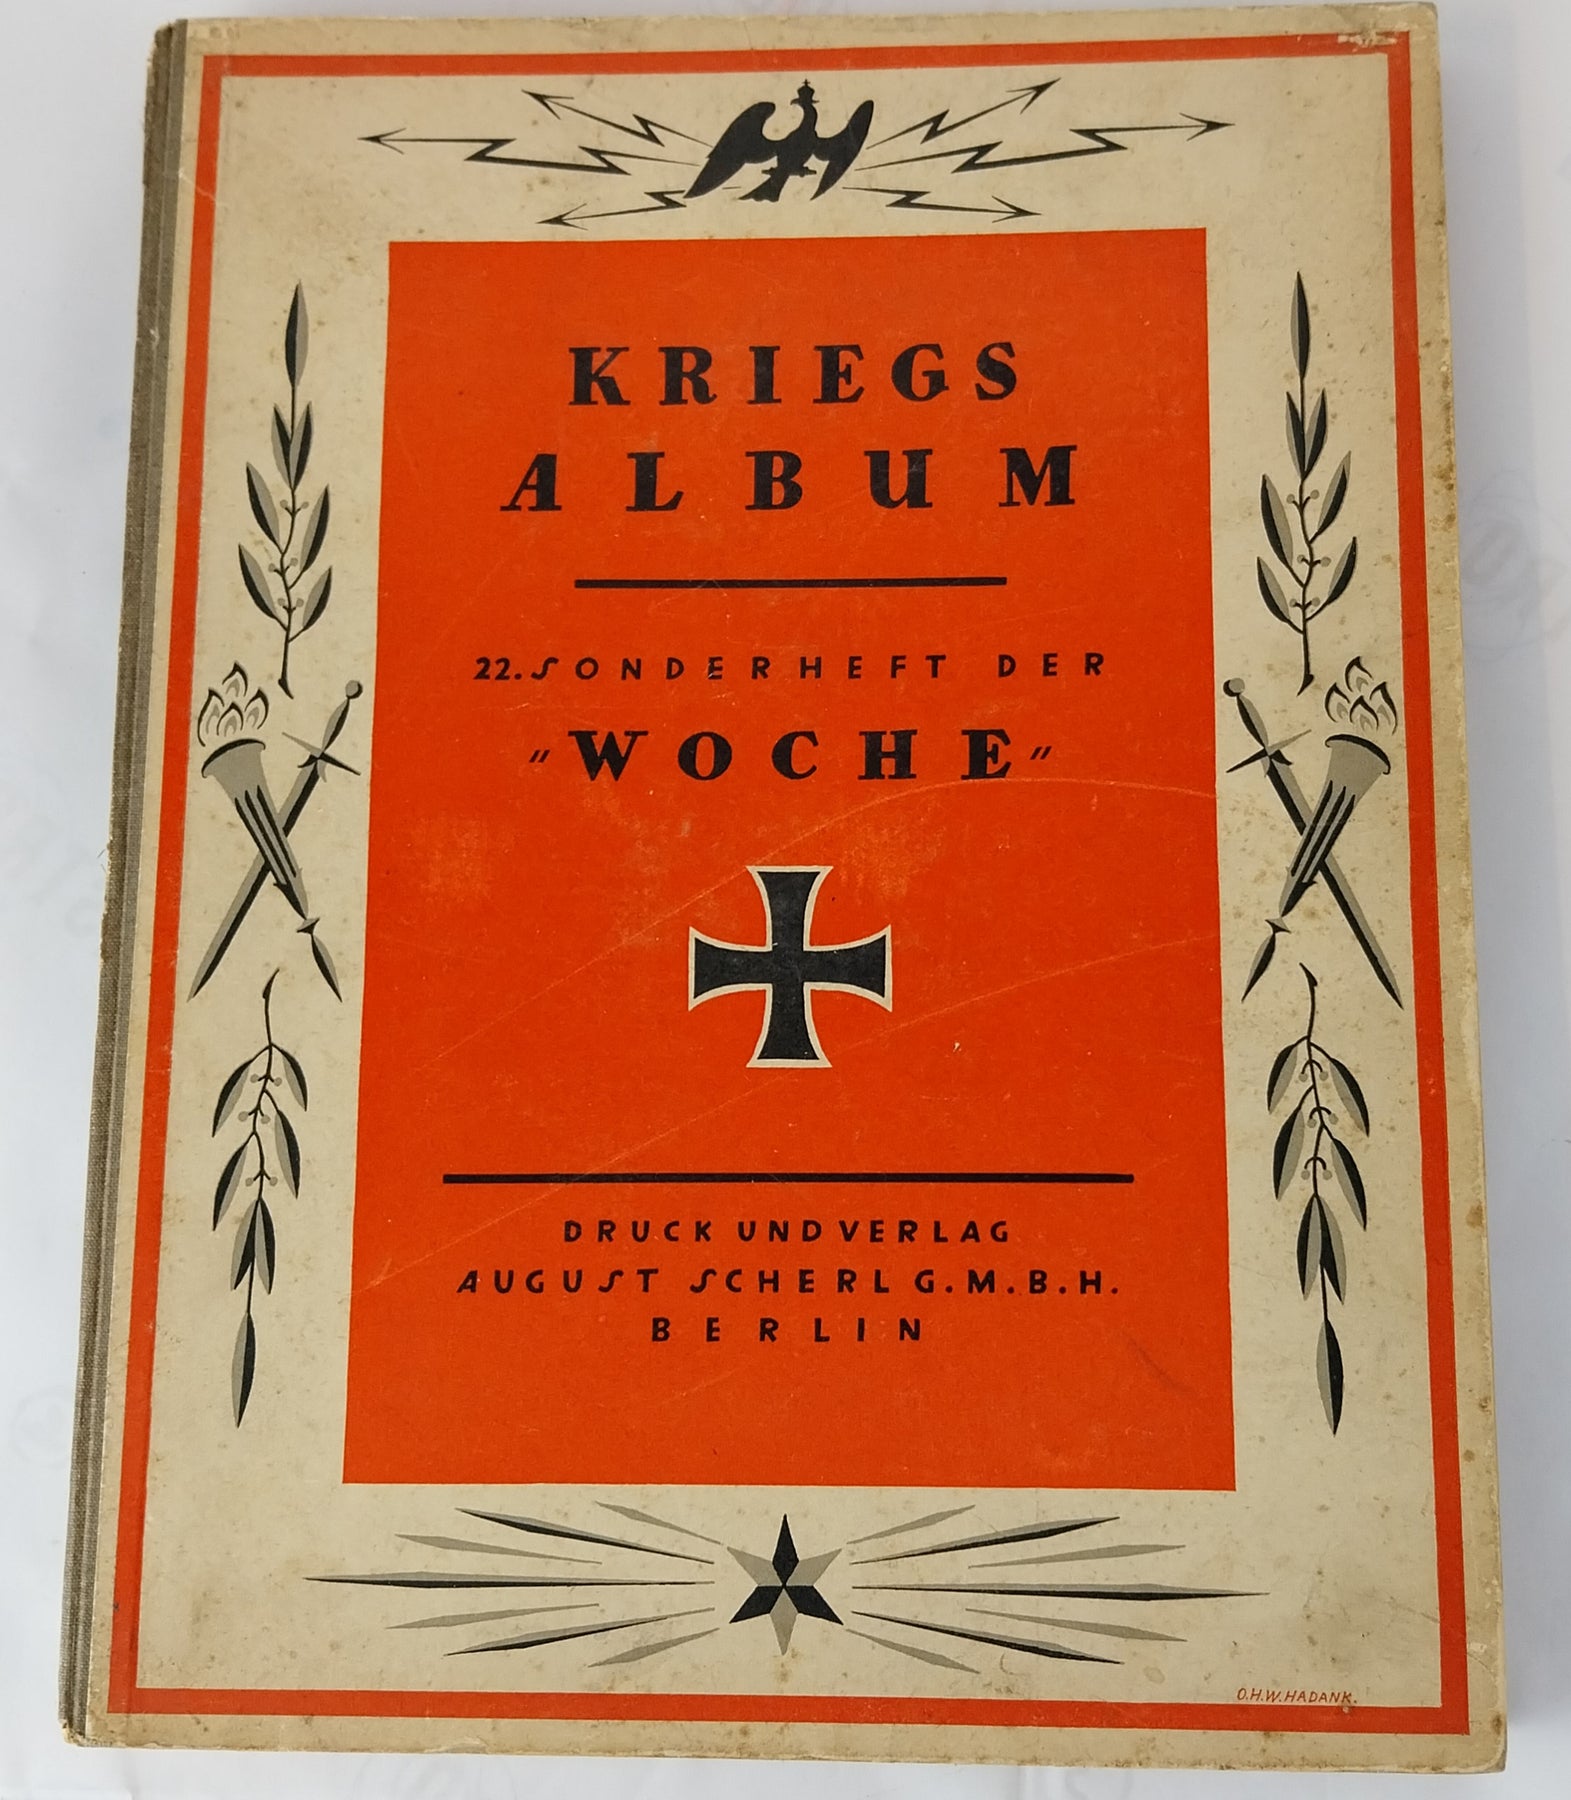 KRIEGS
ALBUM
22. SONDERHEFT DER
"WOCHE"
DRUCK UND VERLAG
AUGUST SCHERL G.M.B.H.
BERLIN
O.H.W. HADANK.